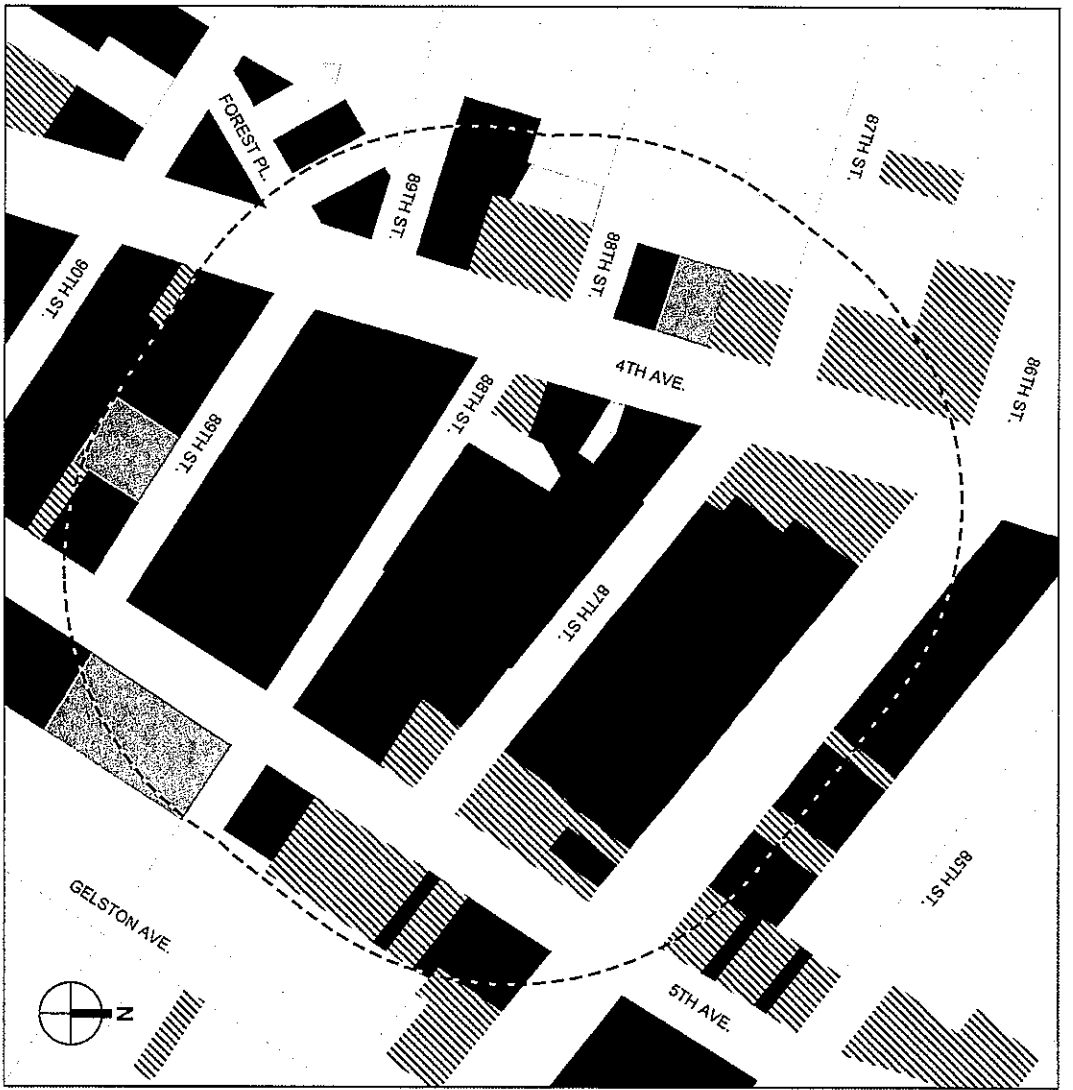 87TH ST.
FOREST PL.
89TH ST.
88TH ST.
90TH ST.
86TH ST.
4TH AVE.
88TH ST.
89TH ST.
87TH ST.
85TH ST.
GELSTON AVE.
5TH AVE.
N